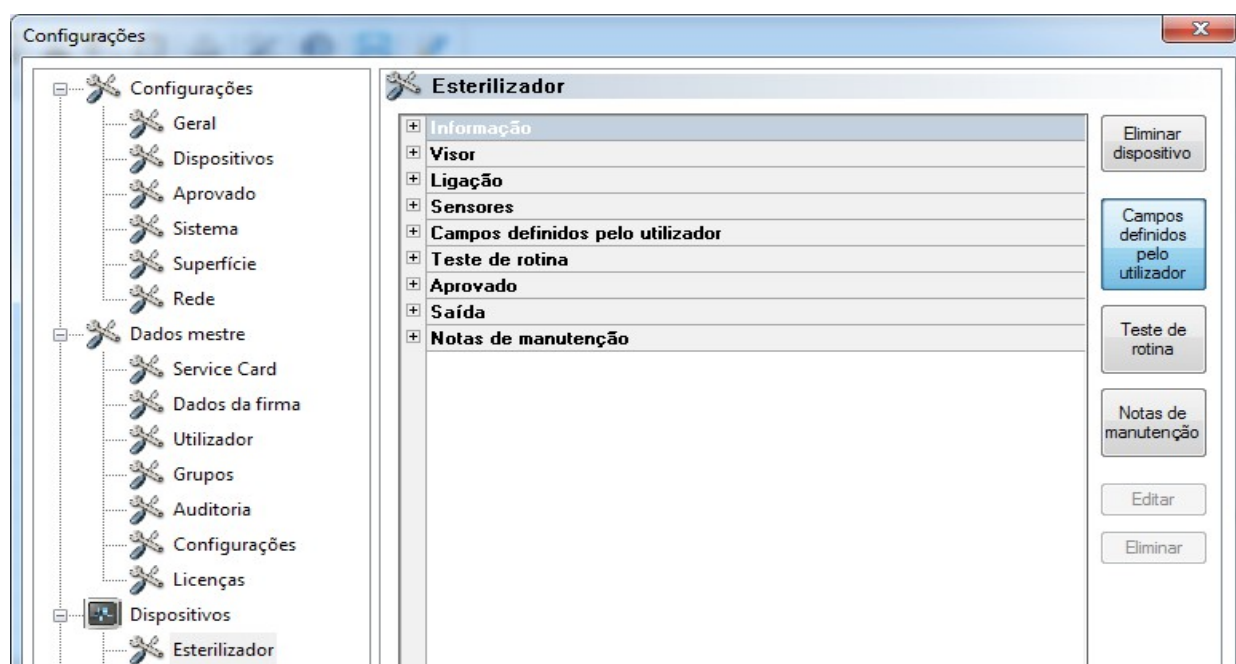 Configurações
Configurações
Geral
Dispositivos
Aprovado
Sistema
Superfície
Rede
Dados mestre
Service Card
Dados da firma
Utilizador
Grupos
Auditoria
Configurações
Licenças
Dispositivos
Esterilizador
Esterilizador
Informação
Visor
Ligação
Sensores
Campos definidos pelo utilizador
Teste de rotina
Aprovado
Saída
Notas de manutenção
Eliminar
dispositivo
Campos
definidos
pelo
utilizador
Teste de
rotina
Notas de
manutenção
Editar
Eliminar